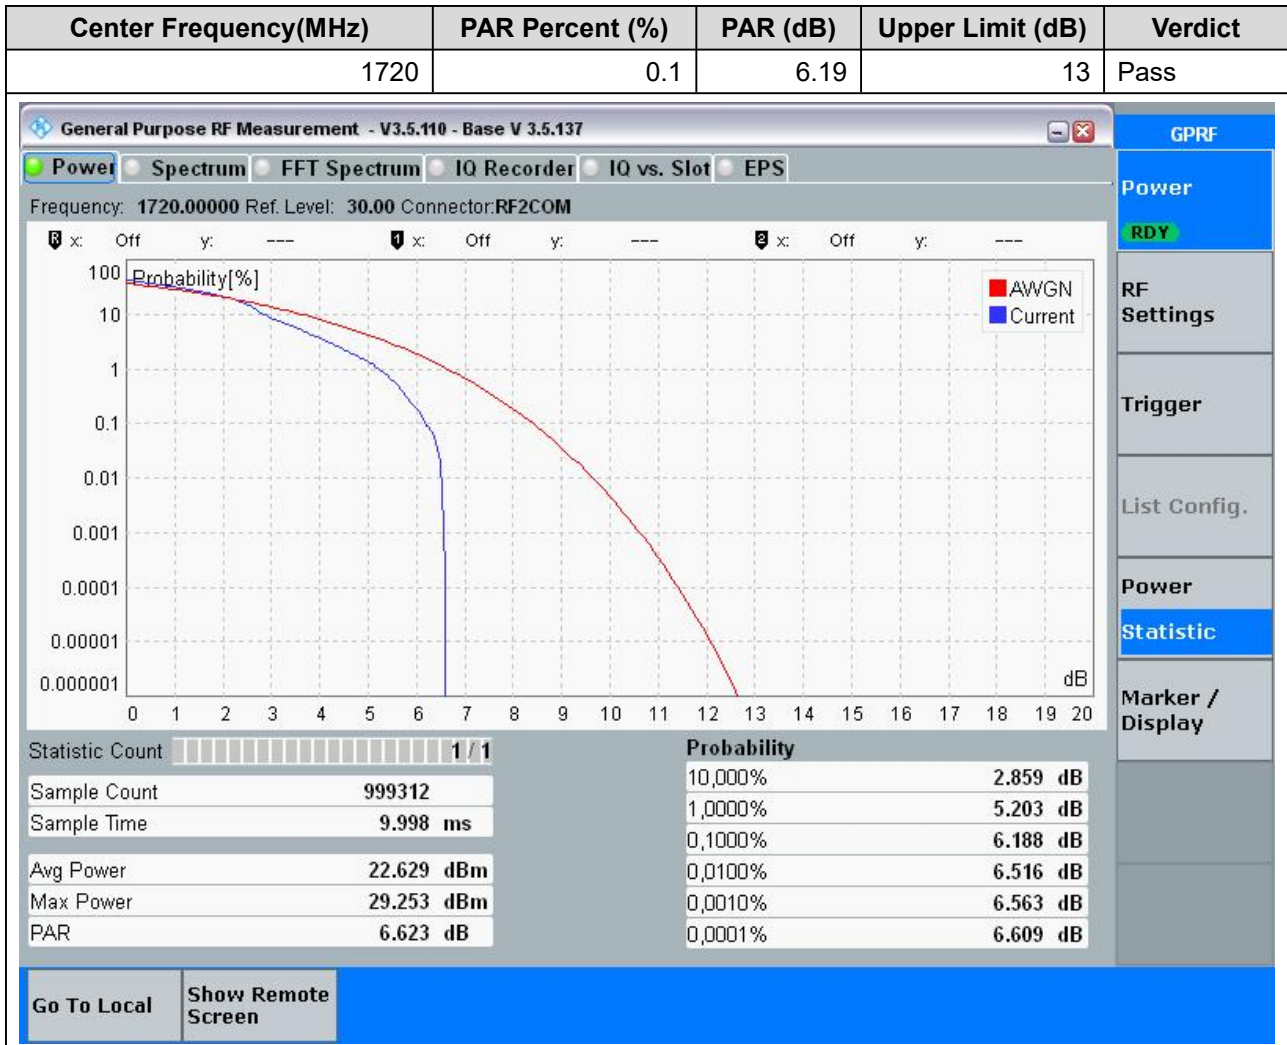 Center Frequency(MHz) PAR Percent (%) PAR (dB) Upper Limit (dB) Verdict
1720 0.1 6.19 13 Pass
General Purpose RF Measurement - V3.5.110 - Base V 3.5.137
GPRF
Power Spectrum FFT Spectrum IQ Recorder IQ vs. Slot EPS
Power
RDY
Frequency: 1720.00000 Ref. Level: 30.00 Connector:RF2COM
R x: Off y: --- 1 x: Off y: --- 2 x: Off y: ---
Probability[%]
AWGN
Current
100
10
1
0.1
0.01
0.001
0.0001
0.00001
0.000001
dB
0 1 2 3 4 5 6 7 8 9 10 11 12 13 14 15 16 17 18 19 20
RF
Settings
Trigger
List Config.
Power
Statistic
Marker /
Display
Statistic Count 1 / 1
Sample Count 999312
Sample Time 9.998 ms
Avg Power 22.629 dBm
Max Power 29.253 dBm
PAR 6.623 dB
Probability
10,000% 2.859 dB
1,0000% 5.203 dB
0,1000% 6.188 dB
0,0100% 6.516 dB
0,0010% 6.563 dB
0,0001% 6.609 dB
Go To Local
Show Remote
Screen